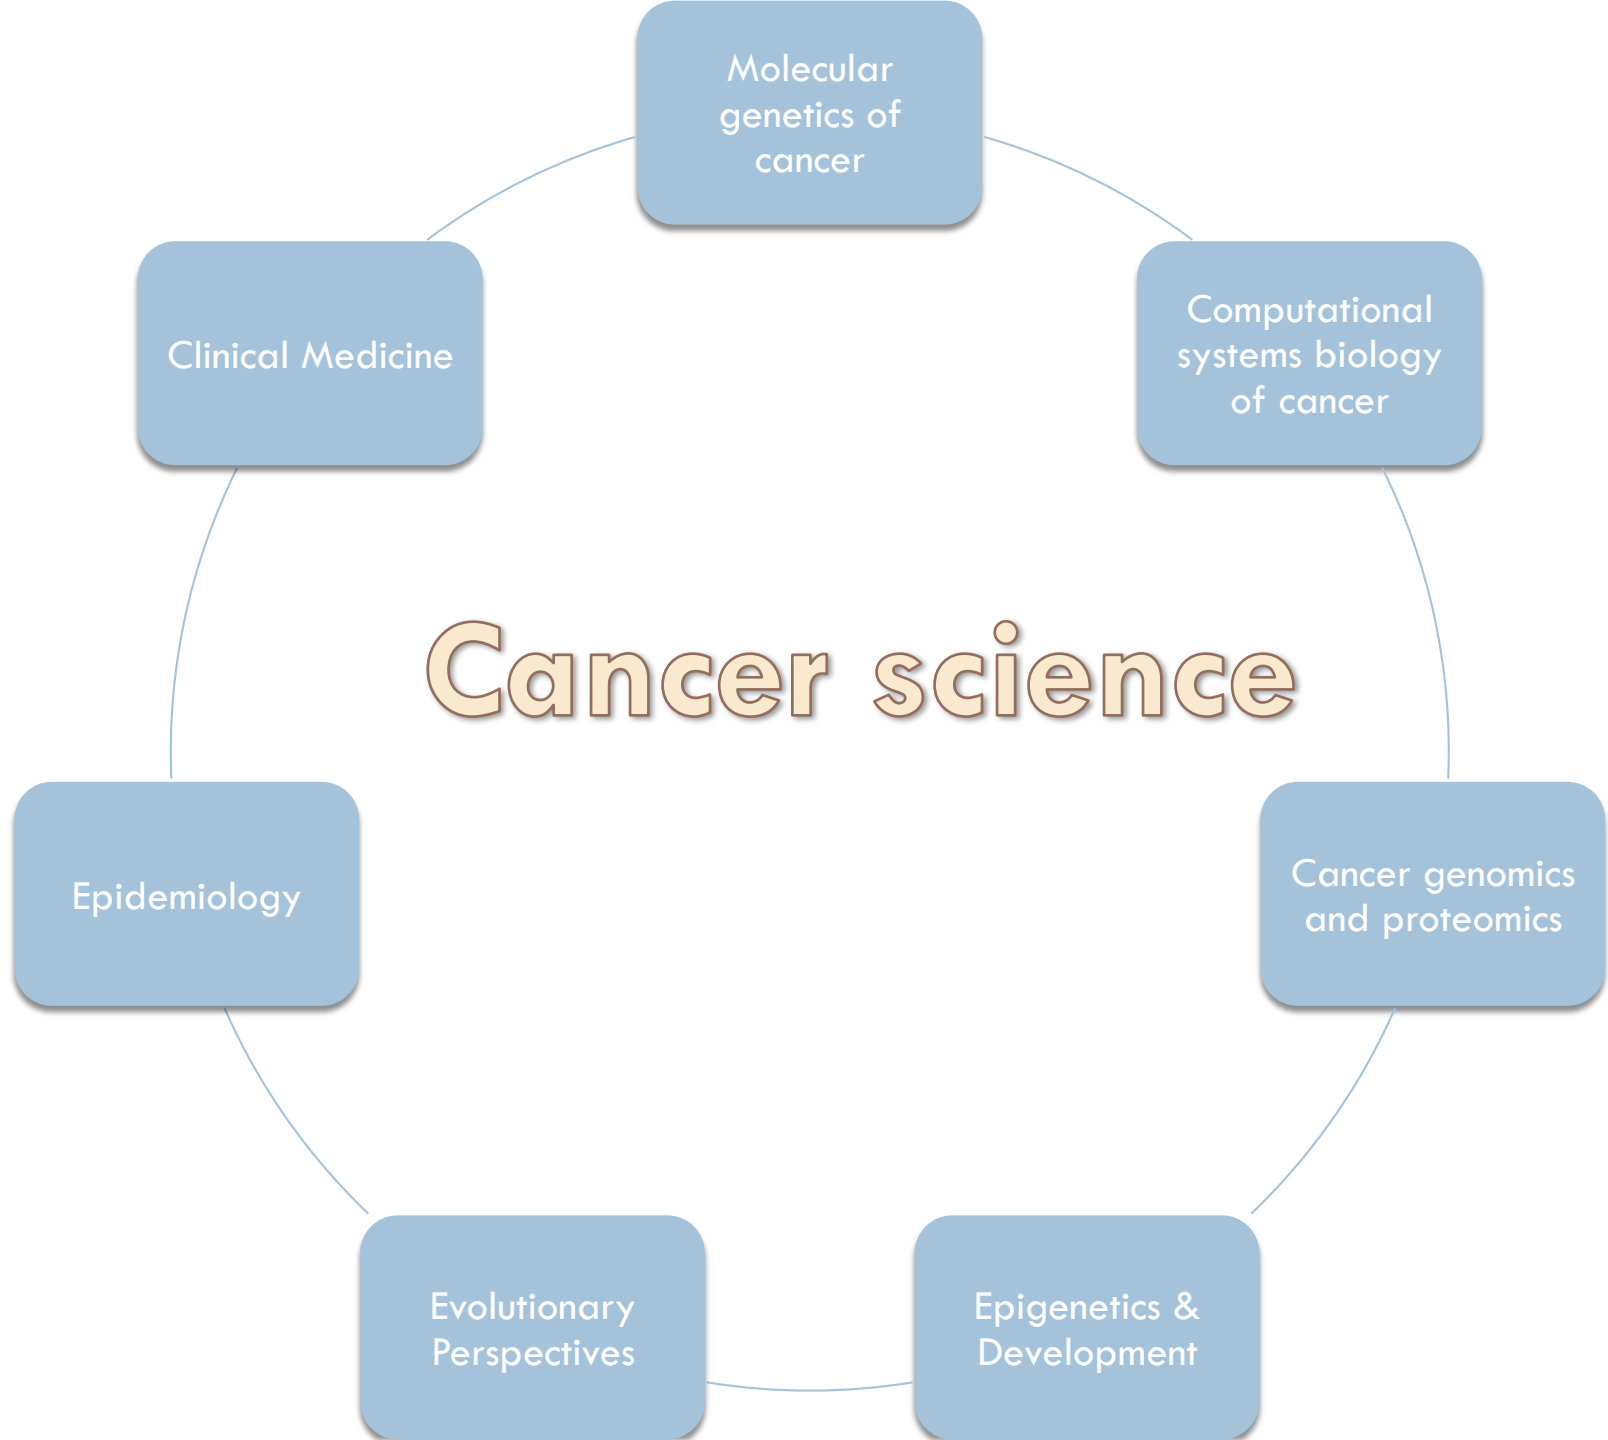 Molecular
genetics of
cancer
Computational
systems biology
of cancer
Clinical Medicine
Cancer science
Cancer genomics
and proteomics
Epidemiology
Epigenetics &
Development
Evolutionary
Perspectives